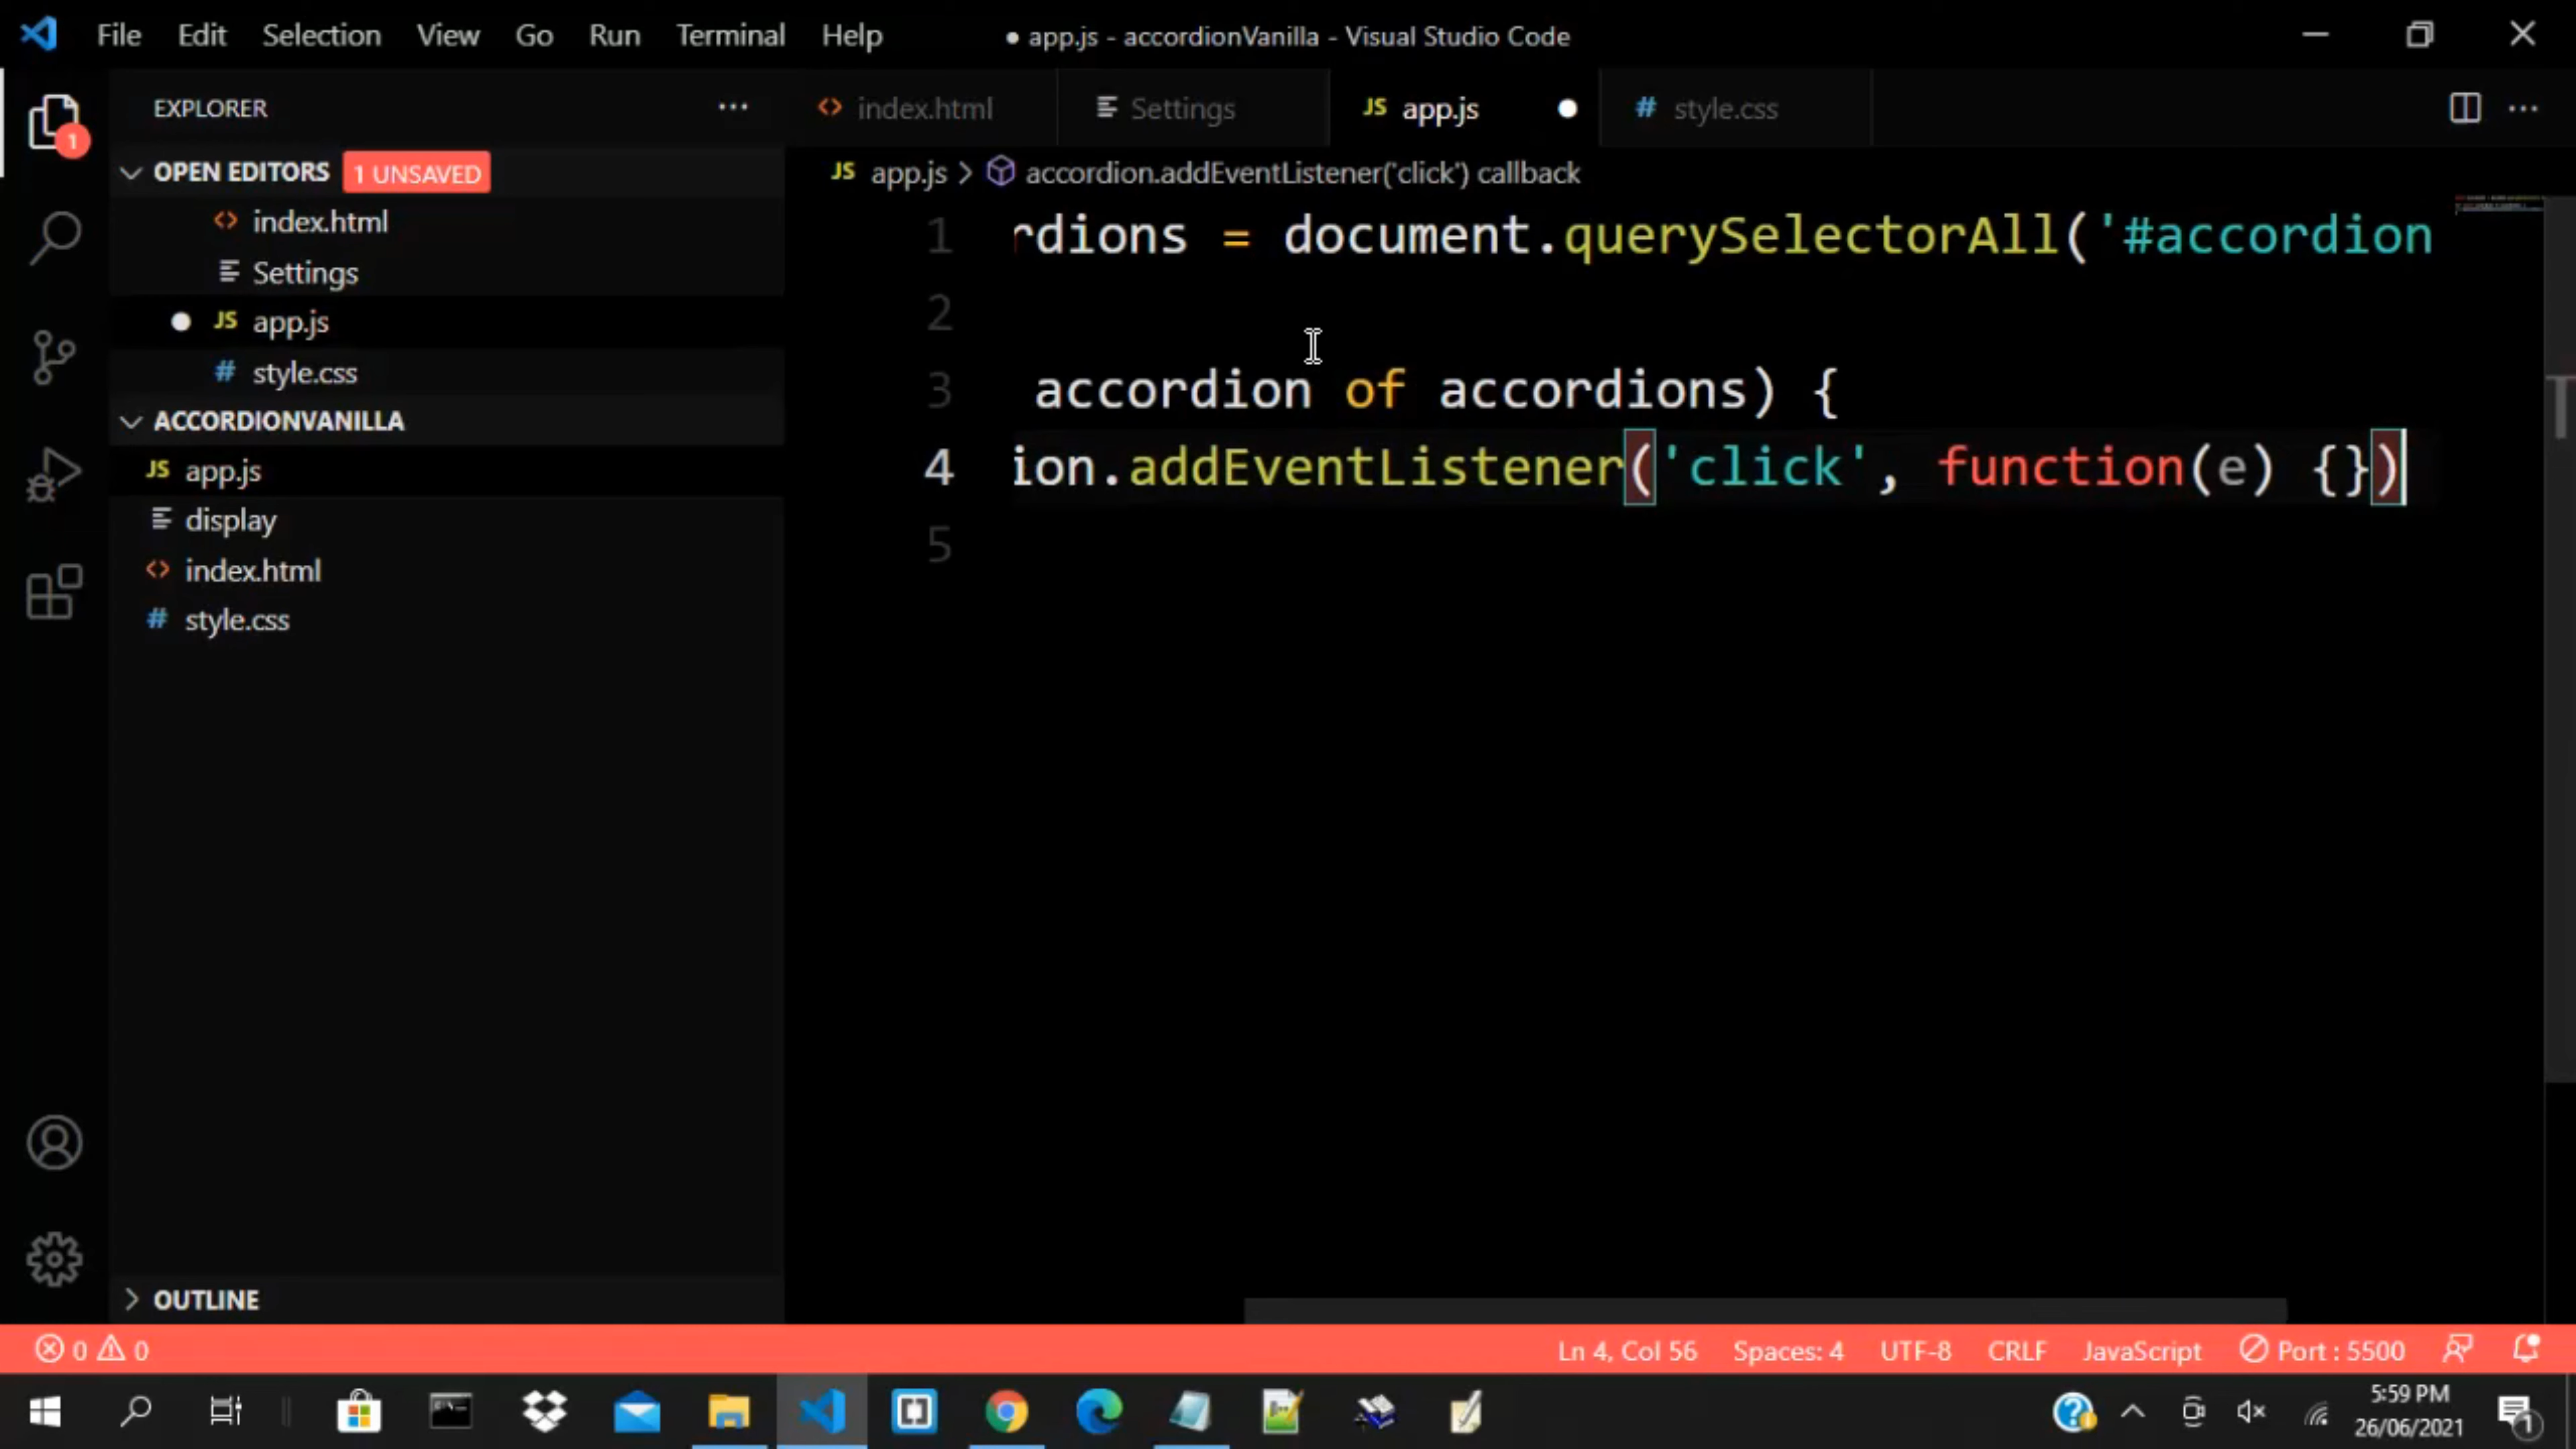 File Edit Selection View Go Run Terminal Help ● app.js - accordionVanilla - Visual Studio Code
EXPLORER ···
index.html Settings JS app.js # style.css ···
OPEN EDITORS 1 UNSAVED
index.html
Settings
JS app.js
# style.css
ACCORDIONVANILLA
JS app.js
display
index.html
# style.css
OUTLINE
1
JS app.js > accordion.addEventListener('click') callback
1 rdions = document.querySelectorAll('#accordion
2
3 accordion of accordions) {
4 ion.addEventListener('click', function(e) {})
5
0 0 Ln 4, Col 56 Spaces: 4 UTF-8 CRLF JavaScript Port : 5500
5:59 PM
26/06/2021
1